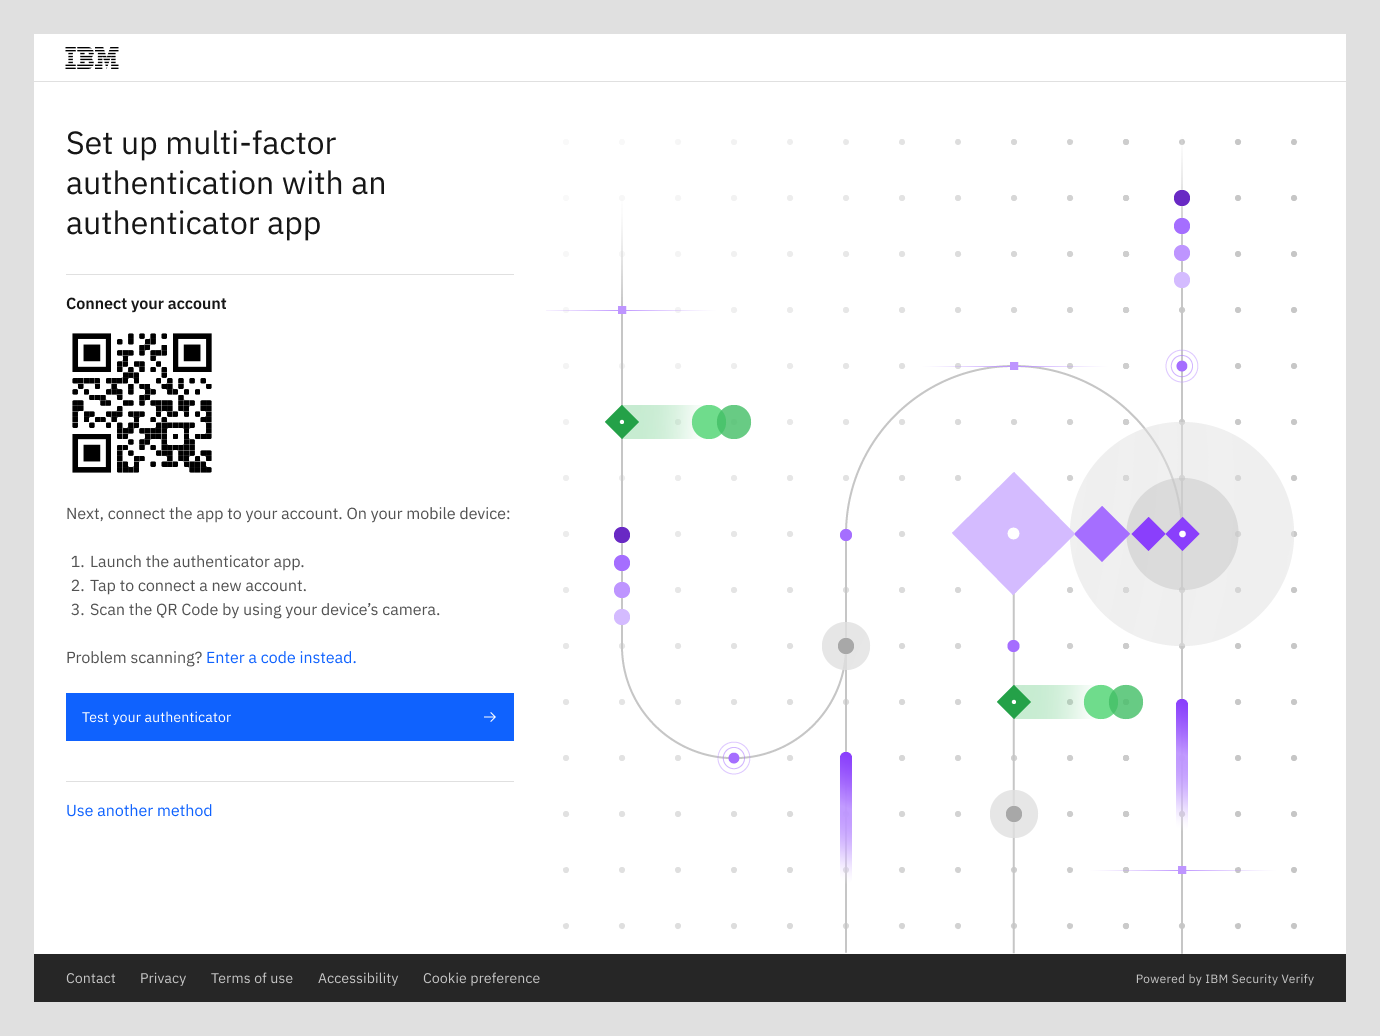 IBM
Set up multi-factor
authentication with an
authenticator app
Connect your account
Next, connect the app to your account. On your mobile device:
1. Launch the authenticator app.
2. Tap to connect a new account.
3. Scan the QR Code by using your device’s camera.
Problem scanning? Enter a code instead.
Test your authenticator
Use another method
Contact Privacy Terms of use Accessibility Cookie preference Powered by IBM Security Verify